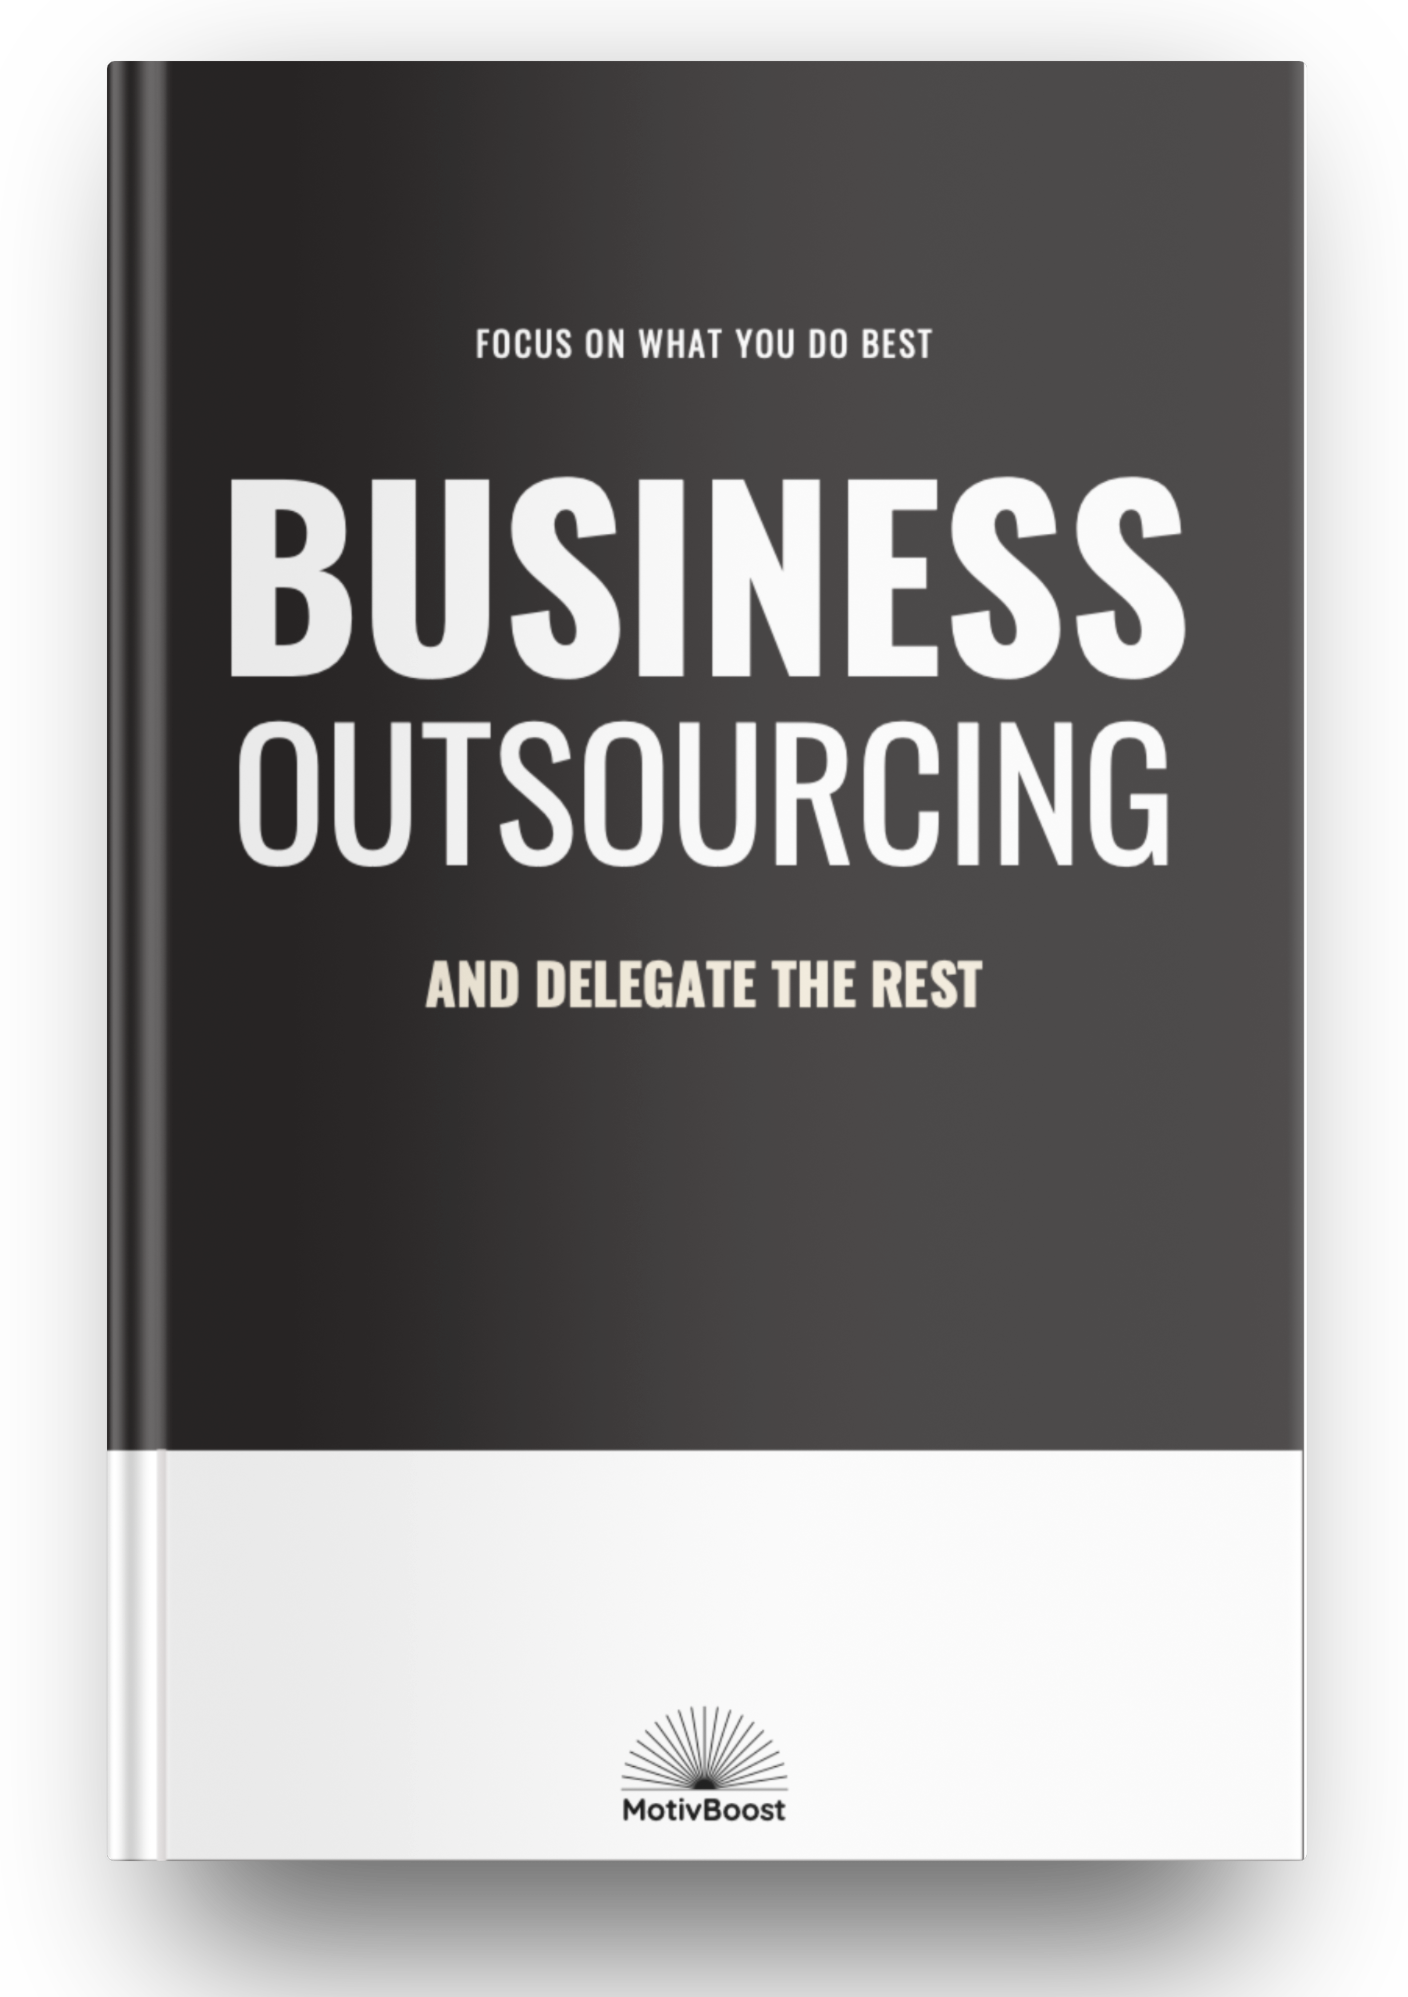 FOCUS ON WHAT YOU DO BEST
BUSINESS
OUTSOURCING
AND DELEGATE THE REST
MotivBoost